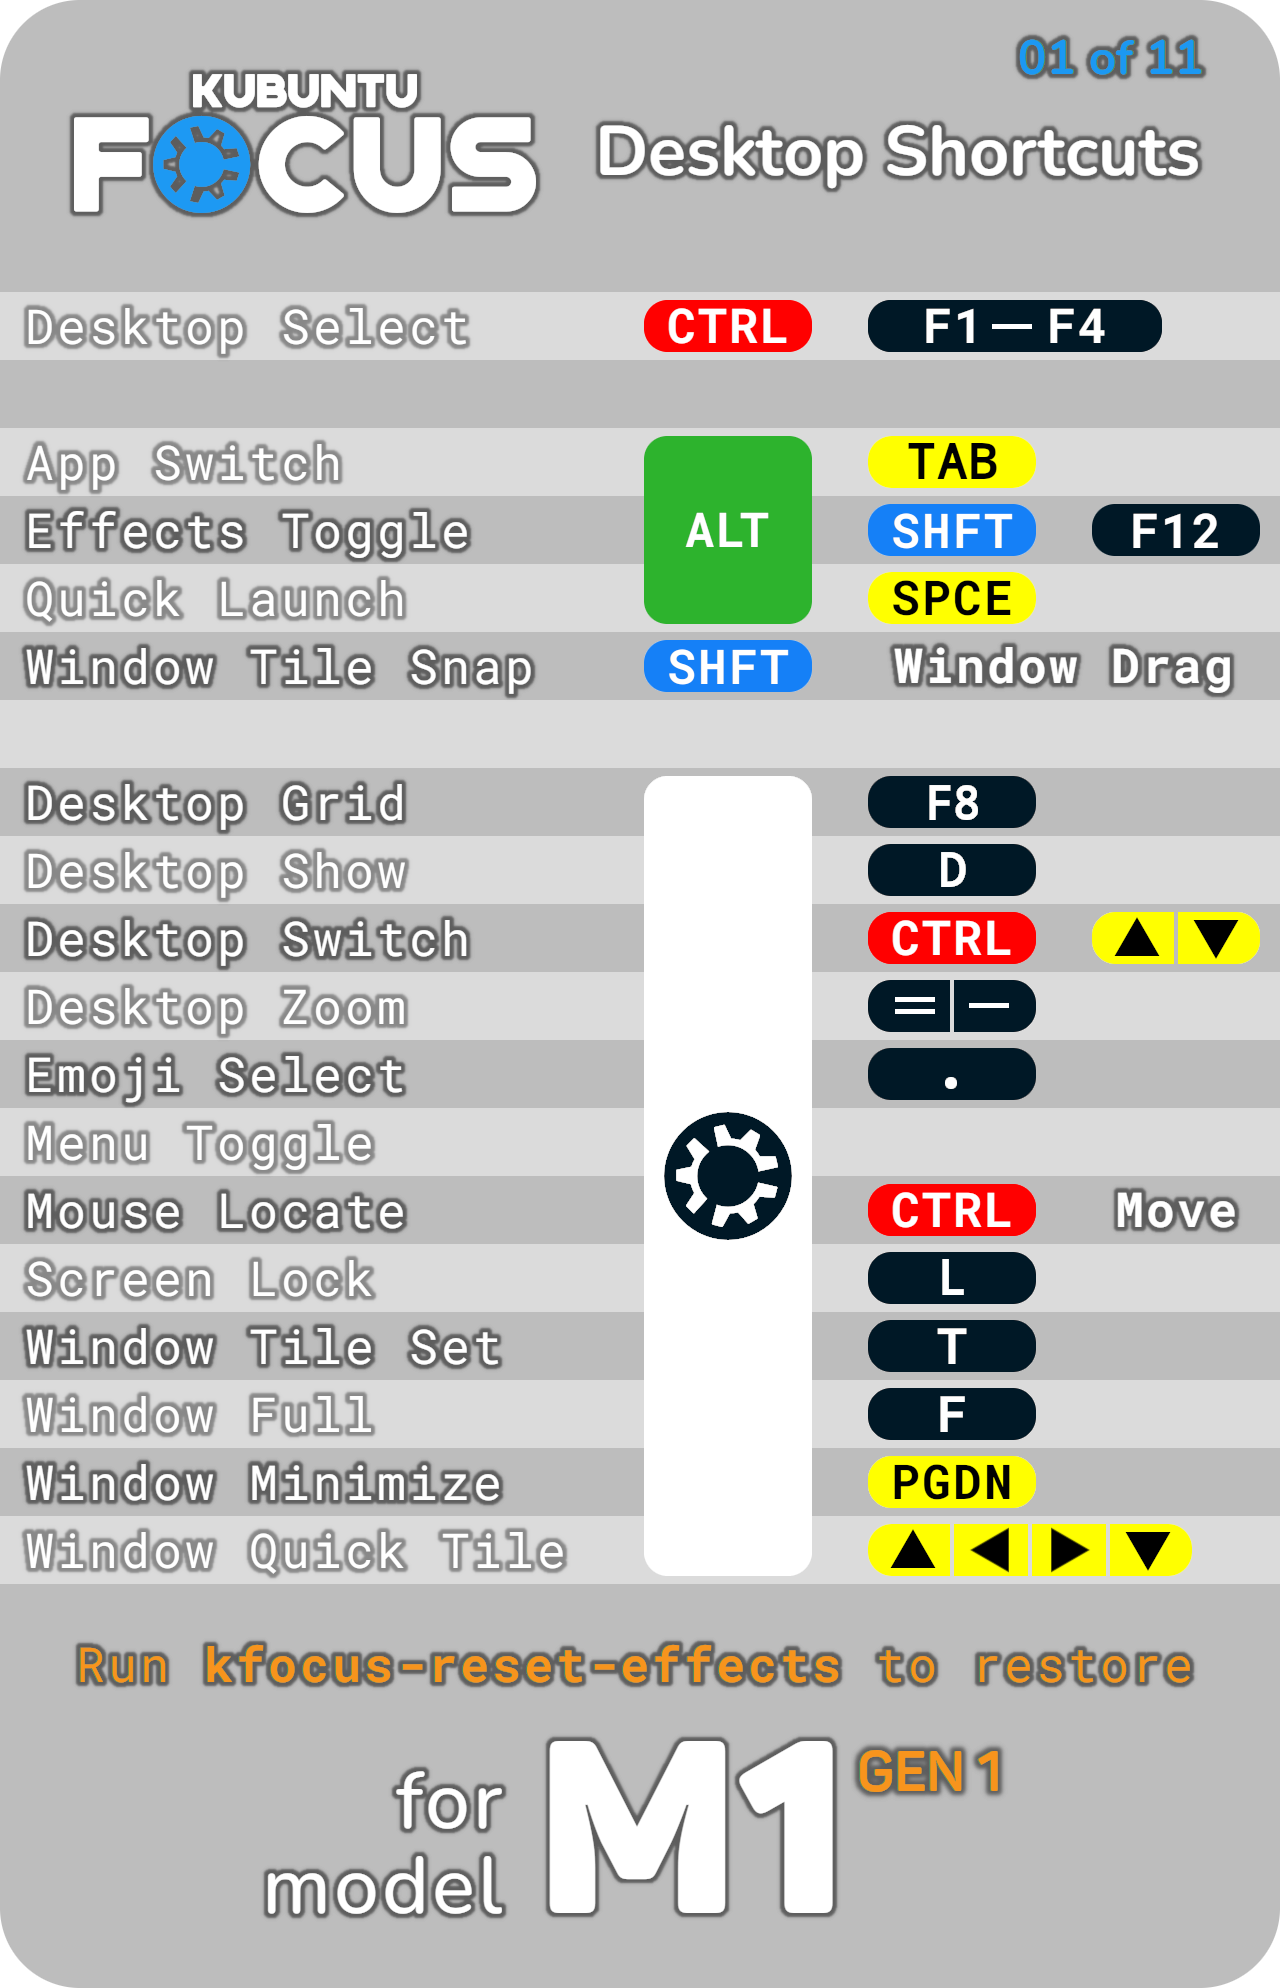 01 of 11
KUBUNTU
FOCUS
Desktop Shortcuts
Desktop Select CTRL F1 — F4
App Switch ALT TAB
Effects Toggle SHFT F12
Quick Launch SPCE
Window Tile Snap SHFT Window Drag
Desktop Grid F8
Desktop Show D
Desktop Switch CTRL ▲ ▼
Desktop Zoom = —
Emoji Select .
Menu Toggle
Mouse Locate CTRL Move
Screen Lock L
Window Tile Set T
Window Full F
Window Minimize PGDN
Window Quick Tile ▲ ◀ ▶ ▼
Run kfocus-reset-effects to restore
for model M1 GEN 1